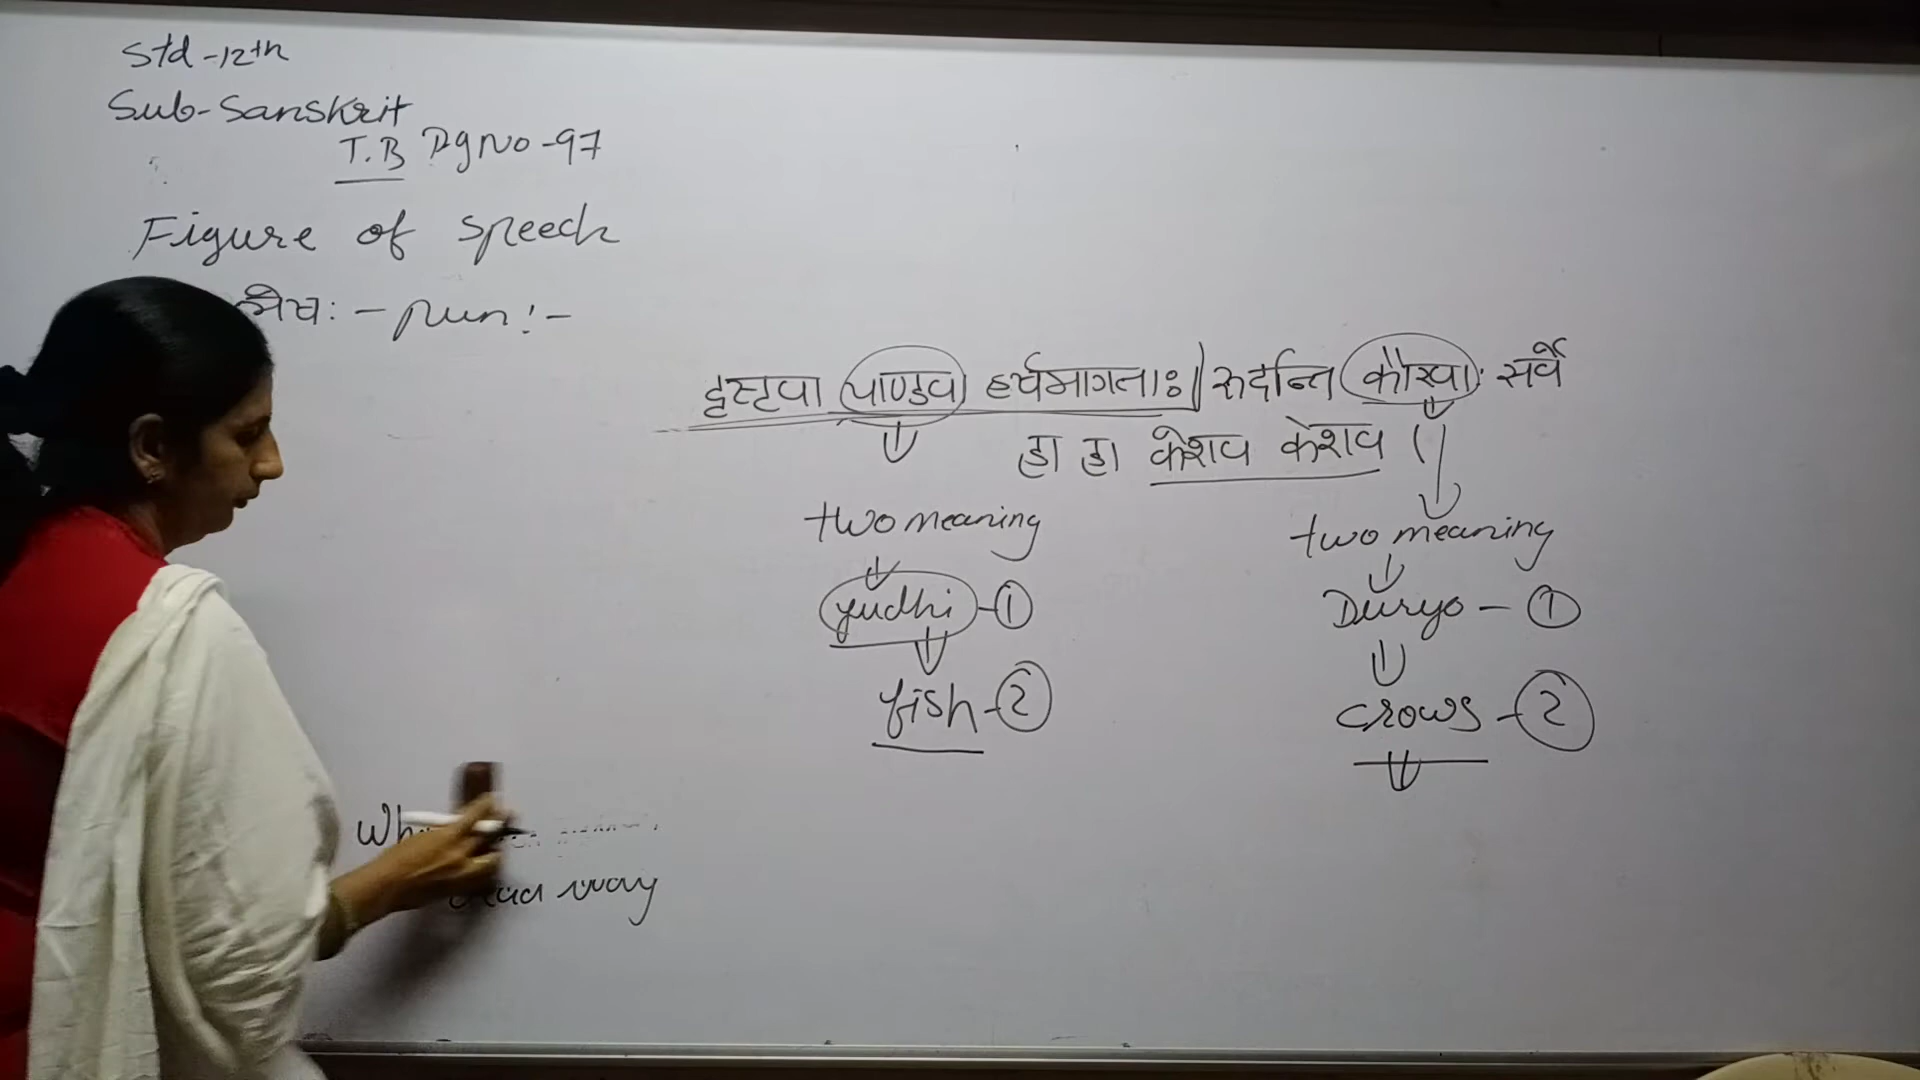 Std-12th
Sub-Sanskrit
T.B Pg No-97
Figure of speech
- pun:-
दृष्ट्वा पाण्डव हर्षमागताः। रुदन्ति कौरवाः सर्वे
हा हा केशव केशव ।
two meaning two meaning
yudhi -① Duryo - ①
fish -② crows -②
way